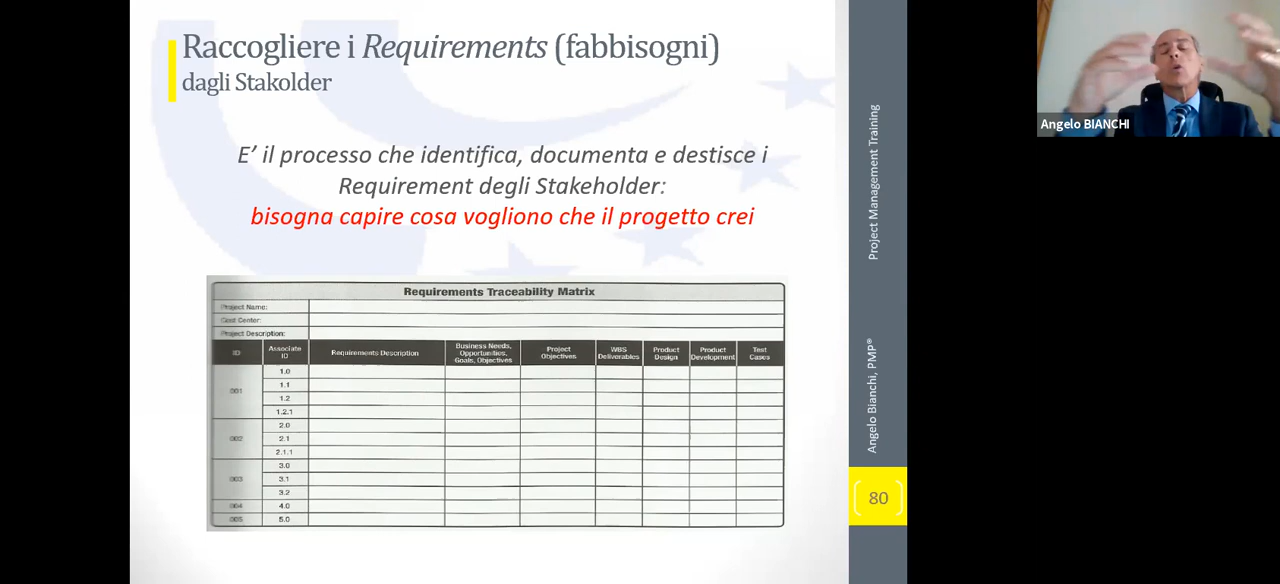 Raccogliere i Requirements (fabbisogni)
dagli Stakolder
E' il processo che identifica, documenta e destisce i
Requirement degli Stakeholder:
bisogna capire cosa vogliono che il progetto crei
Requirements Traceability Matrix
Project Name:
Cost Center:
Project Description:
ID
Associate ID
Requirements Description
Business Needs, Opportunities, Goals, Objectives
Project Objectives
WBS Deliverables
Product Design
Product Development
Test Cases
001
1.0
1.1
1.2
1.2.1
002
2.0
2.1
2.1.1
003
3.0
3.1
3.2
004
4.0
005
5.0
Project Management Training
Angelo Bianchi, PMP®
80
Angelo BIANCHI